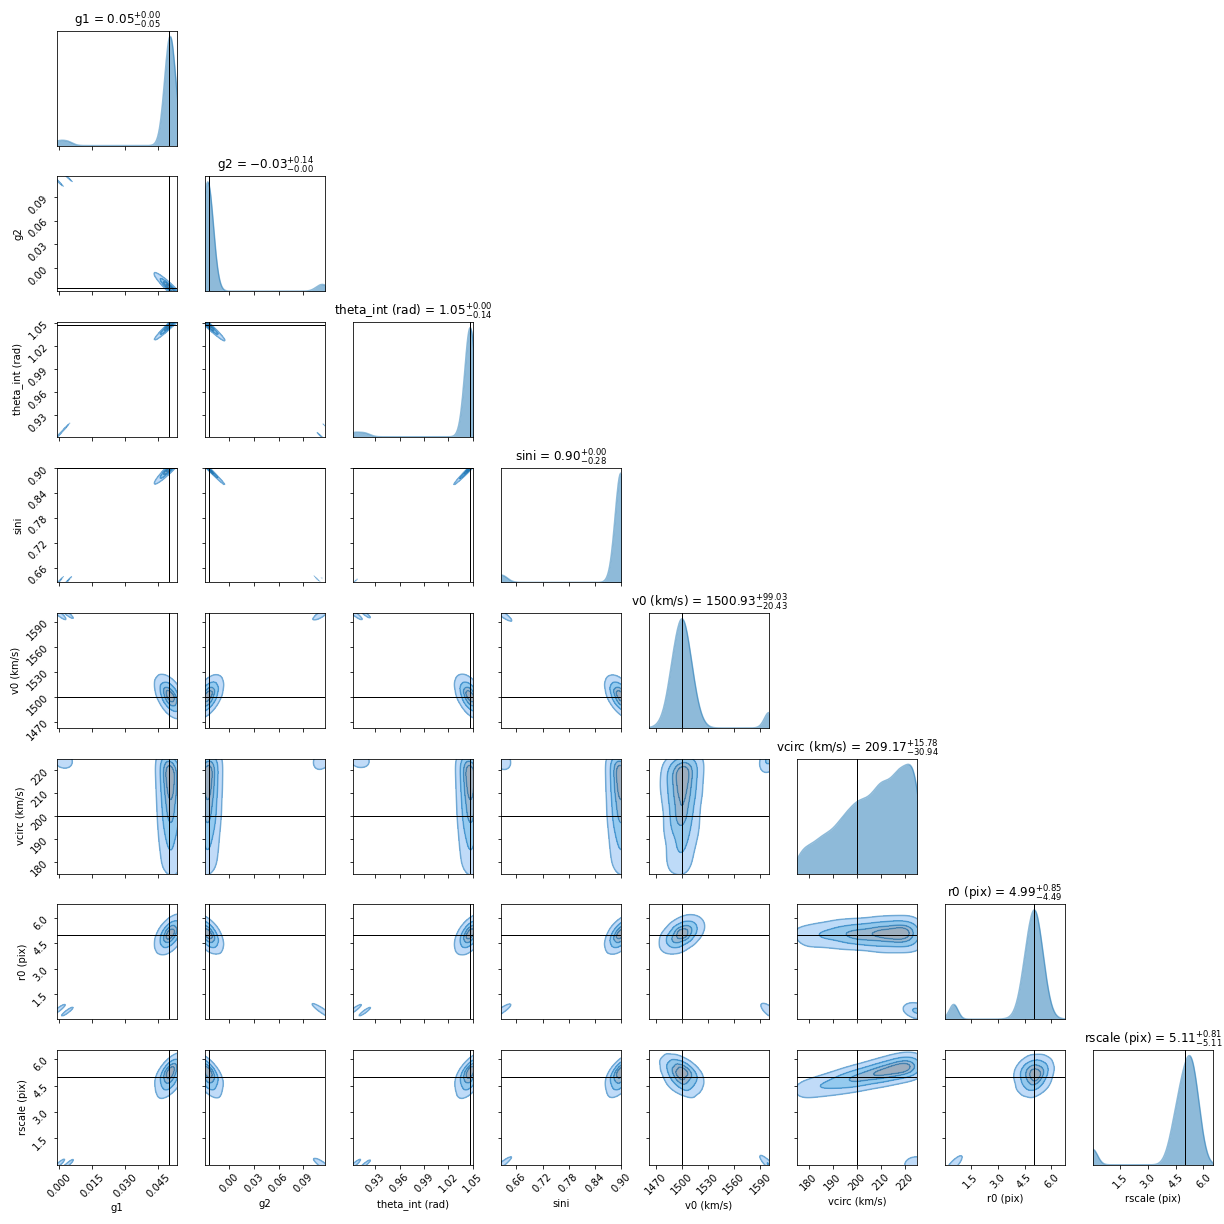 g1 = 0.05 +0.00 −0.05
g2 = −0.03 +0.14 −0.00
g2
0.09
0.06
0.03
0.00
theta_int (rad) = 1.05 +0.00 −0.14
theta_int (rad)
1.05
1.02
0.99
0.96
0.93
sini = 0.90 +0.00 −0.28
sini
0.90
0.84
0.78
0.72
0.66
v0 (km/s) = 1500.93 +99.03 −20.43
v0 (km/s)
1590
1560
1530
1500
1470
vcirc (km/s) = 209.17 +15.78 −30.94
vcirc (km/s)
220
210
200
190
180
r0 (pix) = 4.99 +0.85 −4.49
r0 (pix)
6.0
4.5
3.0
1.5
rscale (pix) = 5.11 +0.81 −5.11
rscale (pix)
6.0
4.5
3.0
1.5
0.000 0.015 0.030 0.045
g1
0.00 0.03 0.06 0.09
g2
0.93 0.96 0.99 1.02 1.05
theta_int (rad)
0.66 0.72 0.78 0.84 0.90
sini
1470 1500 1530 1560 1590
v0 (km/s)
180 190 200 210 220
vcirc (km/s)
1.5 3.0 4.5 6.0
r0 (pix)
1.5 3.0 4.5 6.0
rscale (pix)